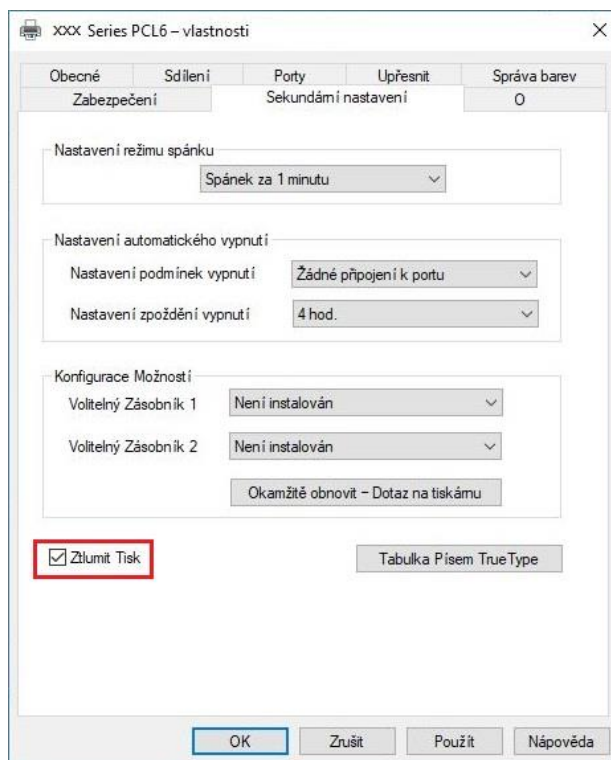 xxx Series PCL6 – vlastnosti
Obecné Sdílení Porty Upřesnit Správa barev
Zabezpečení Sekundární nastavení O
Nastavení režimu spánku
Spánek za 1 minutu
Nastavení automatického vypnutí
Nastavení podmínek vypnutí Žádné připojení k portu
Nastavení zpoždění vypnutí 4 hod.
Konfigurace Možností
Volitelný Zásobník 1 Není instalován
Volitelný Zásobník 2 Není instalován
Okamžitě obnovit – Dotaz na tiskárnu
Ztlumit Tisk Tabulka Písem TrueType
OK Zrušit Použít Nápověda